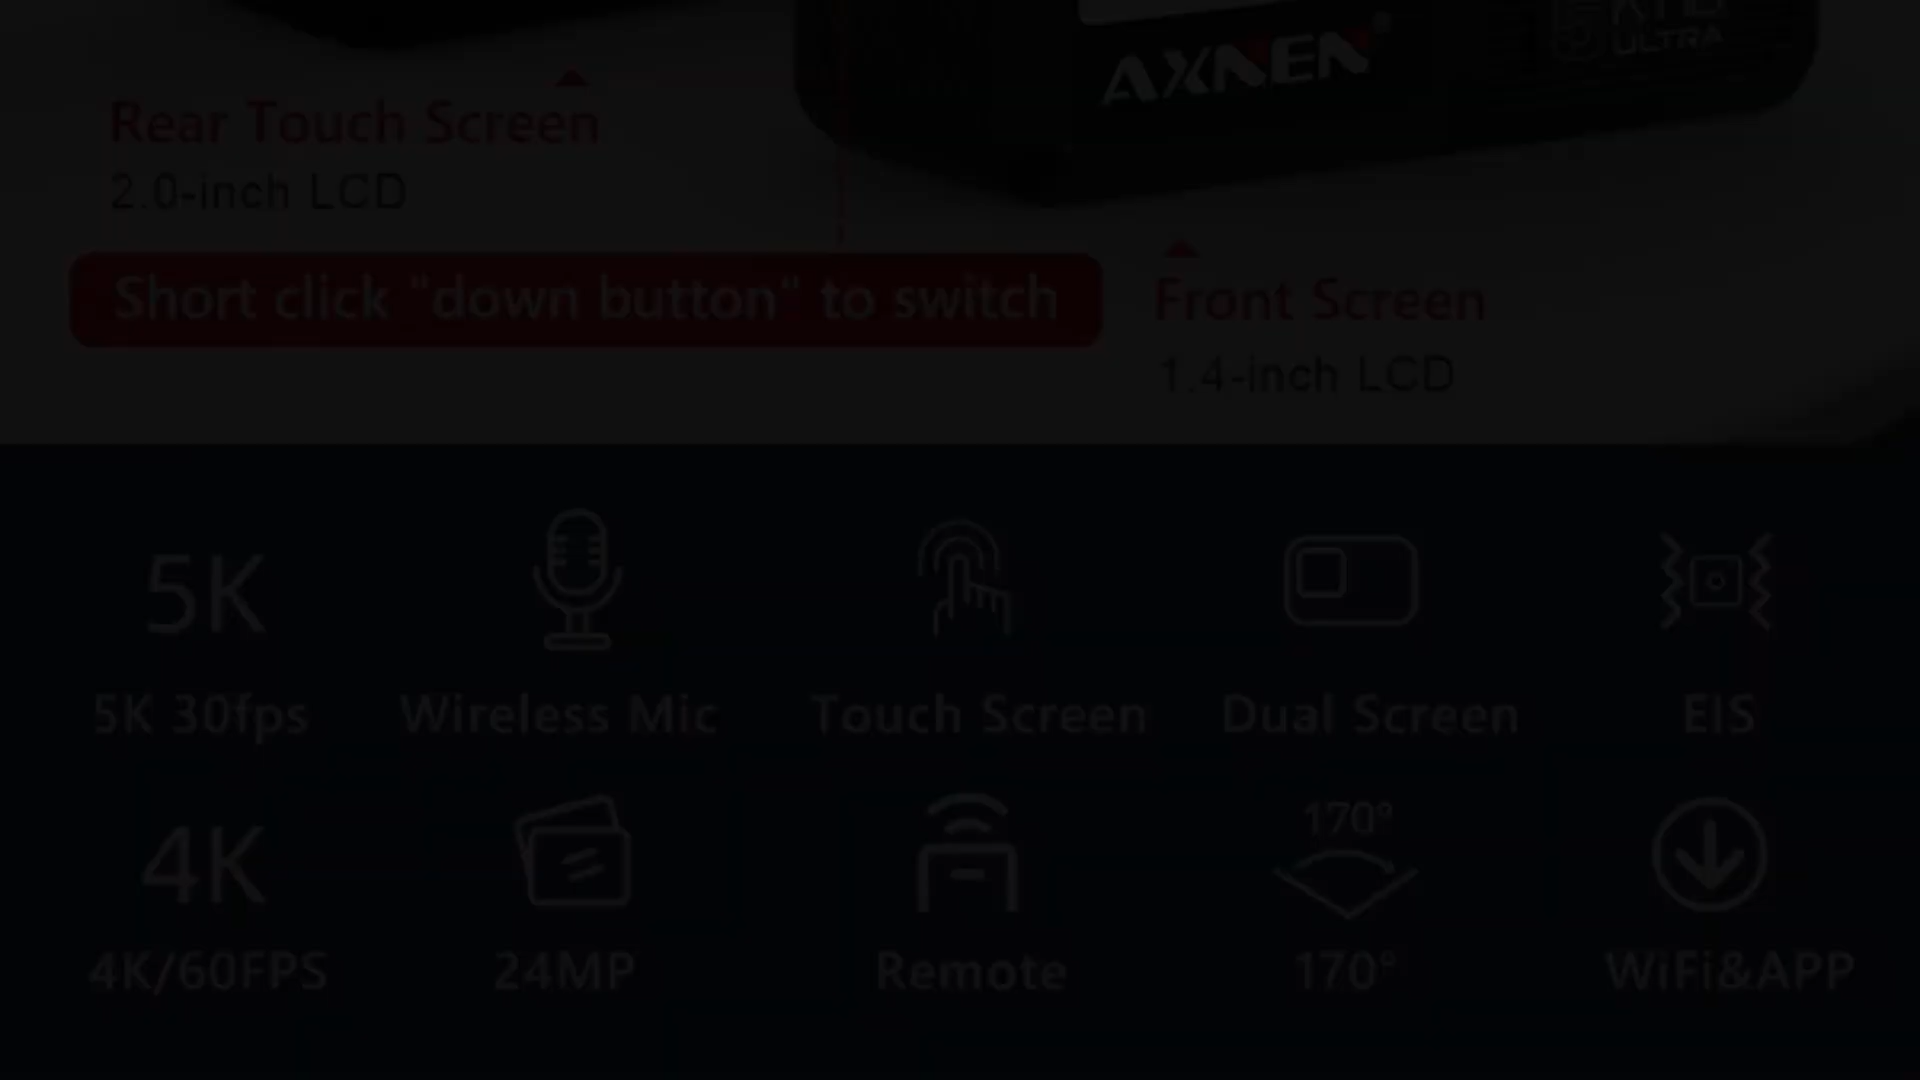 AXNEN®
ULTRA
Rear Touch Screen
2.0-inch LCD
Short click "down button" to switch
Front Screen
1.4-inch LCD
5K
5K 30fps
Wireless Mic
Touch Screen
Dual Screen
EIS
4K
4K/60FPS
24MP
Remote
170°
170°
WiFi&APP